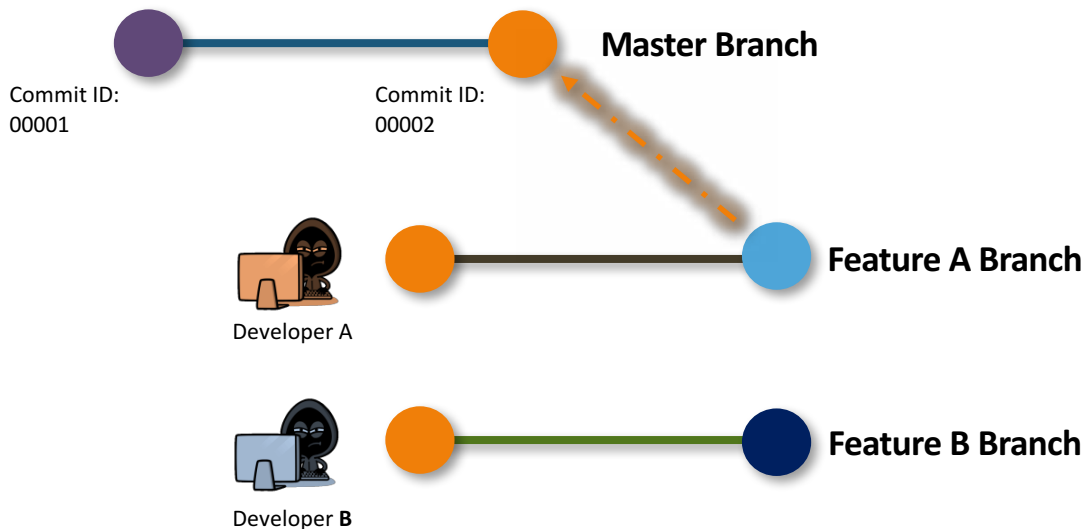 Master Branch
Commit ID:
00001
Commit ID:
00002
Feature A Branch
Developer A
Feature B Branch
Developer B